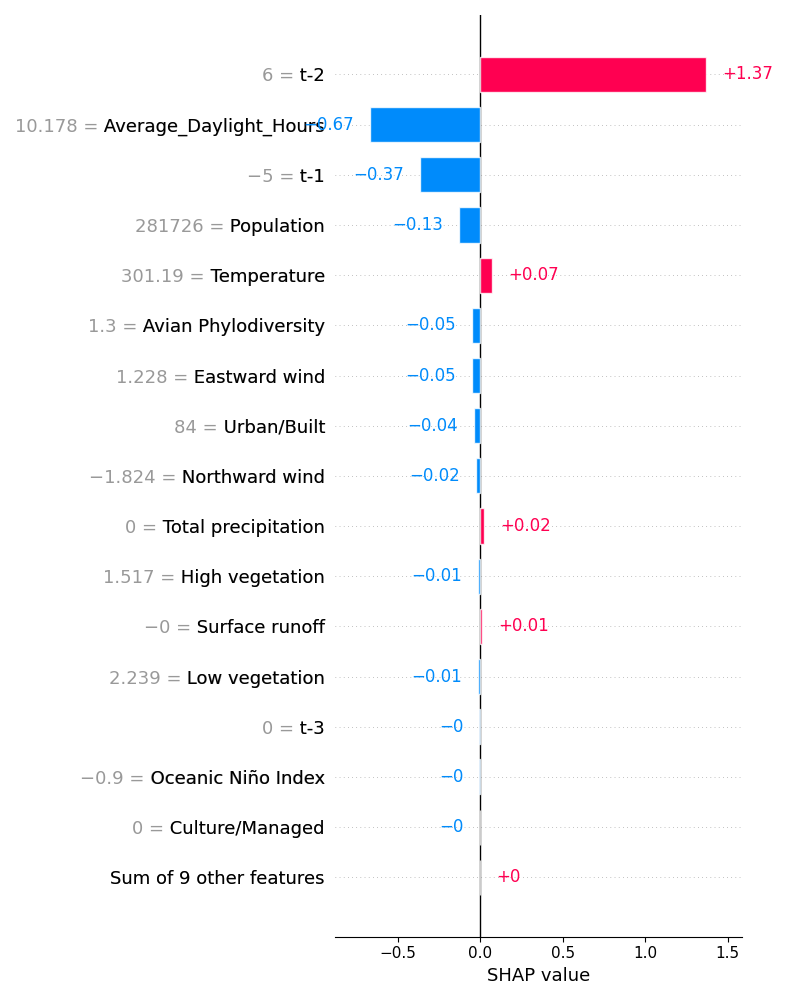 6 = t-2 +1.37
10.178 = Average_Daylight_Hours −0.67
−5 = t-1 −0.37
281726 = Population −0.13
301.19 = Temperature +0.07
1.3 = Avian Phylodiversity −0.05
1.228 = Eastward wind −0.05
84 = Urban/Built −0.04
−1.824 = Northward wind −0.02
0 = Total precipitation +0.02
1.517 = High vegetation −0.01
−0 = Surface runoff +0.01
2.239 = Low vegetation −0.01
0 = t-3 −0
−0.9 = Oceanic Niño Index −0
0 = Culture/Managed −0
Sum of 9 other features +0
−0.5 0.0 0.5 1.0 1.5
SHAP value